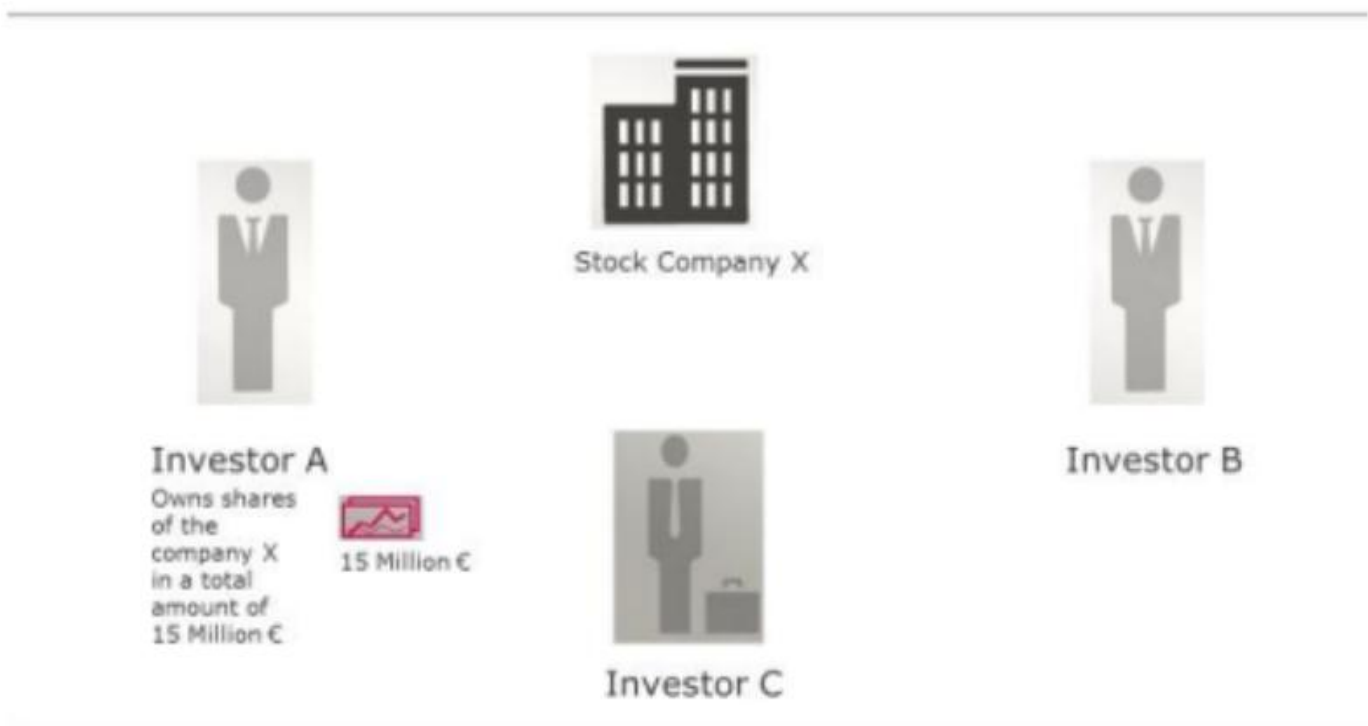 Stock Company X
Investor A
Owns shares
of the
company X
in a total
amount of
15 Million €
15 Million €
Investor C
Investor B